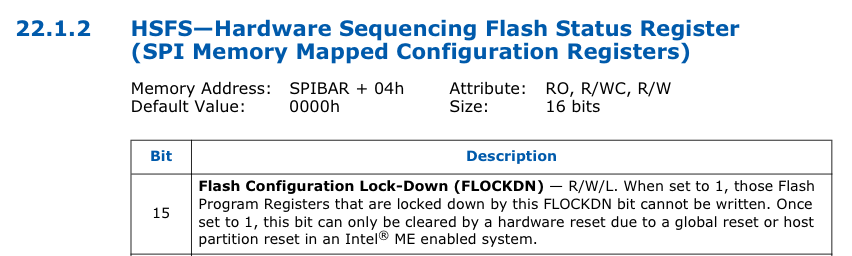 22.1.2 HSFS—Hardware Sequencing Flash Status Register
(SPI Memory Mapped Configuration Registers)
Memory Address: SPIBAR + 04h Attribute: RO, R/WC, R/W
Default Value: 0000h Size: 16 bits
Bit Description
15
Flash Configuration Lock-Down (FLOCKDN) — R/W/L. When set to 1, those Flash
Program Registers that are locked down by this FLOCKDN bit cannot be written. Once
set to 1, this bit can only be cleared by a hardware reset due to a global reset or host
partition reset in an Intel® ME enabled system.